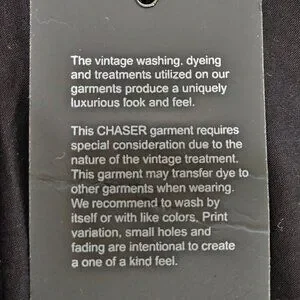 The vintage washing, dyeing
and treatments utilized on our
garments produce a uniquely
luxurious look and feel.
This CHASER garment requires
special consideration due to the
nature of the vintage treatment.
This garment may transfer dye to
other garments when wearing.
We recommend to wash by
itself or with like colors. Print
variation, small holes and
fading are intentional to create
a one of a kind feel.